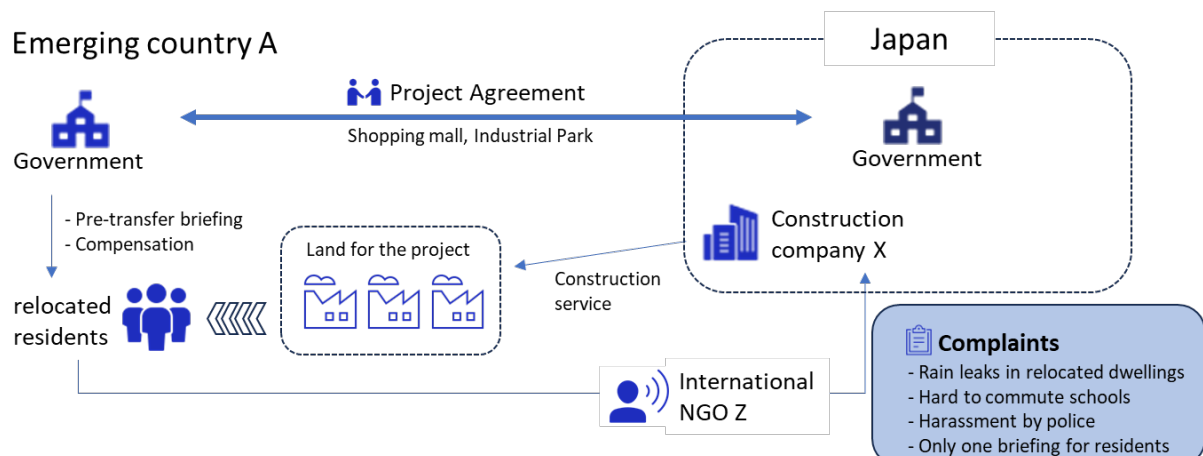 Emerging country A
Japan
Project Agreement
Shopping mall, Industrial Park
Government
Government
- Pre-transfer briefing
- Compensation
Land for the project
Construction
company X
Construction
service
relocated
residents
International
NGO Z
Complaints
- Rain leaks in relocated dwellings
- Hard to commute schools
- Harassment by police
- Only one briefing for residents